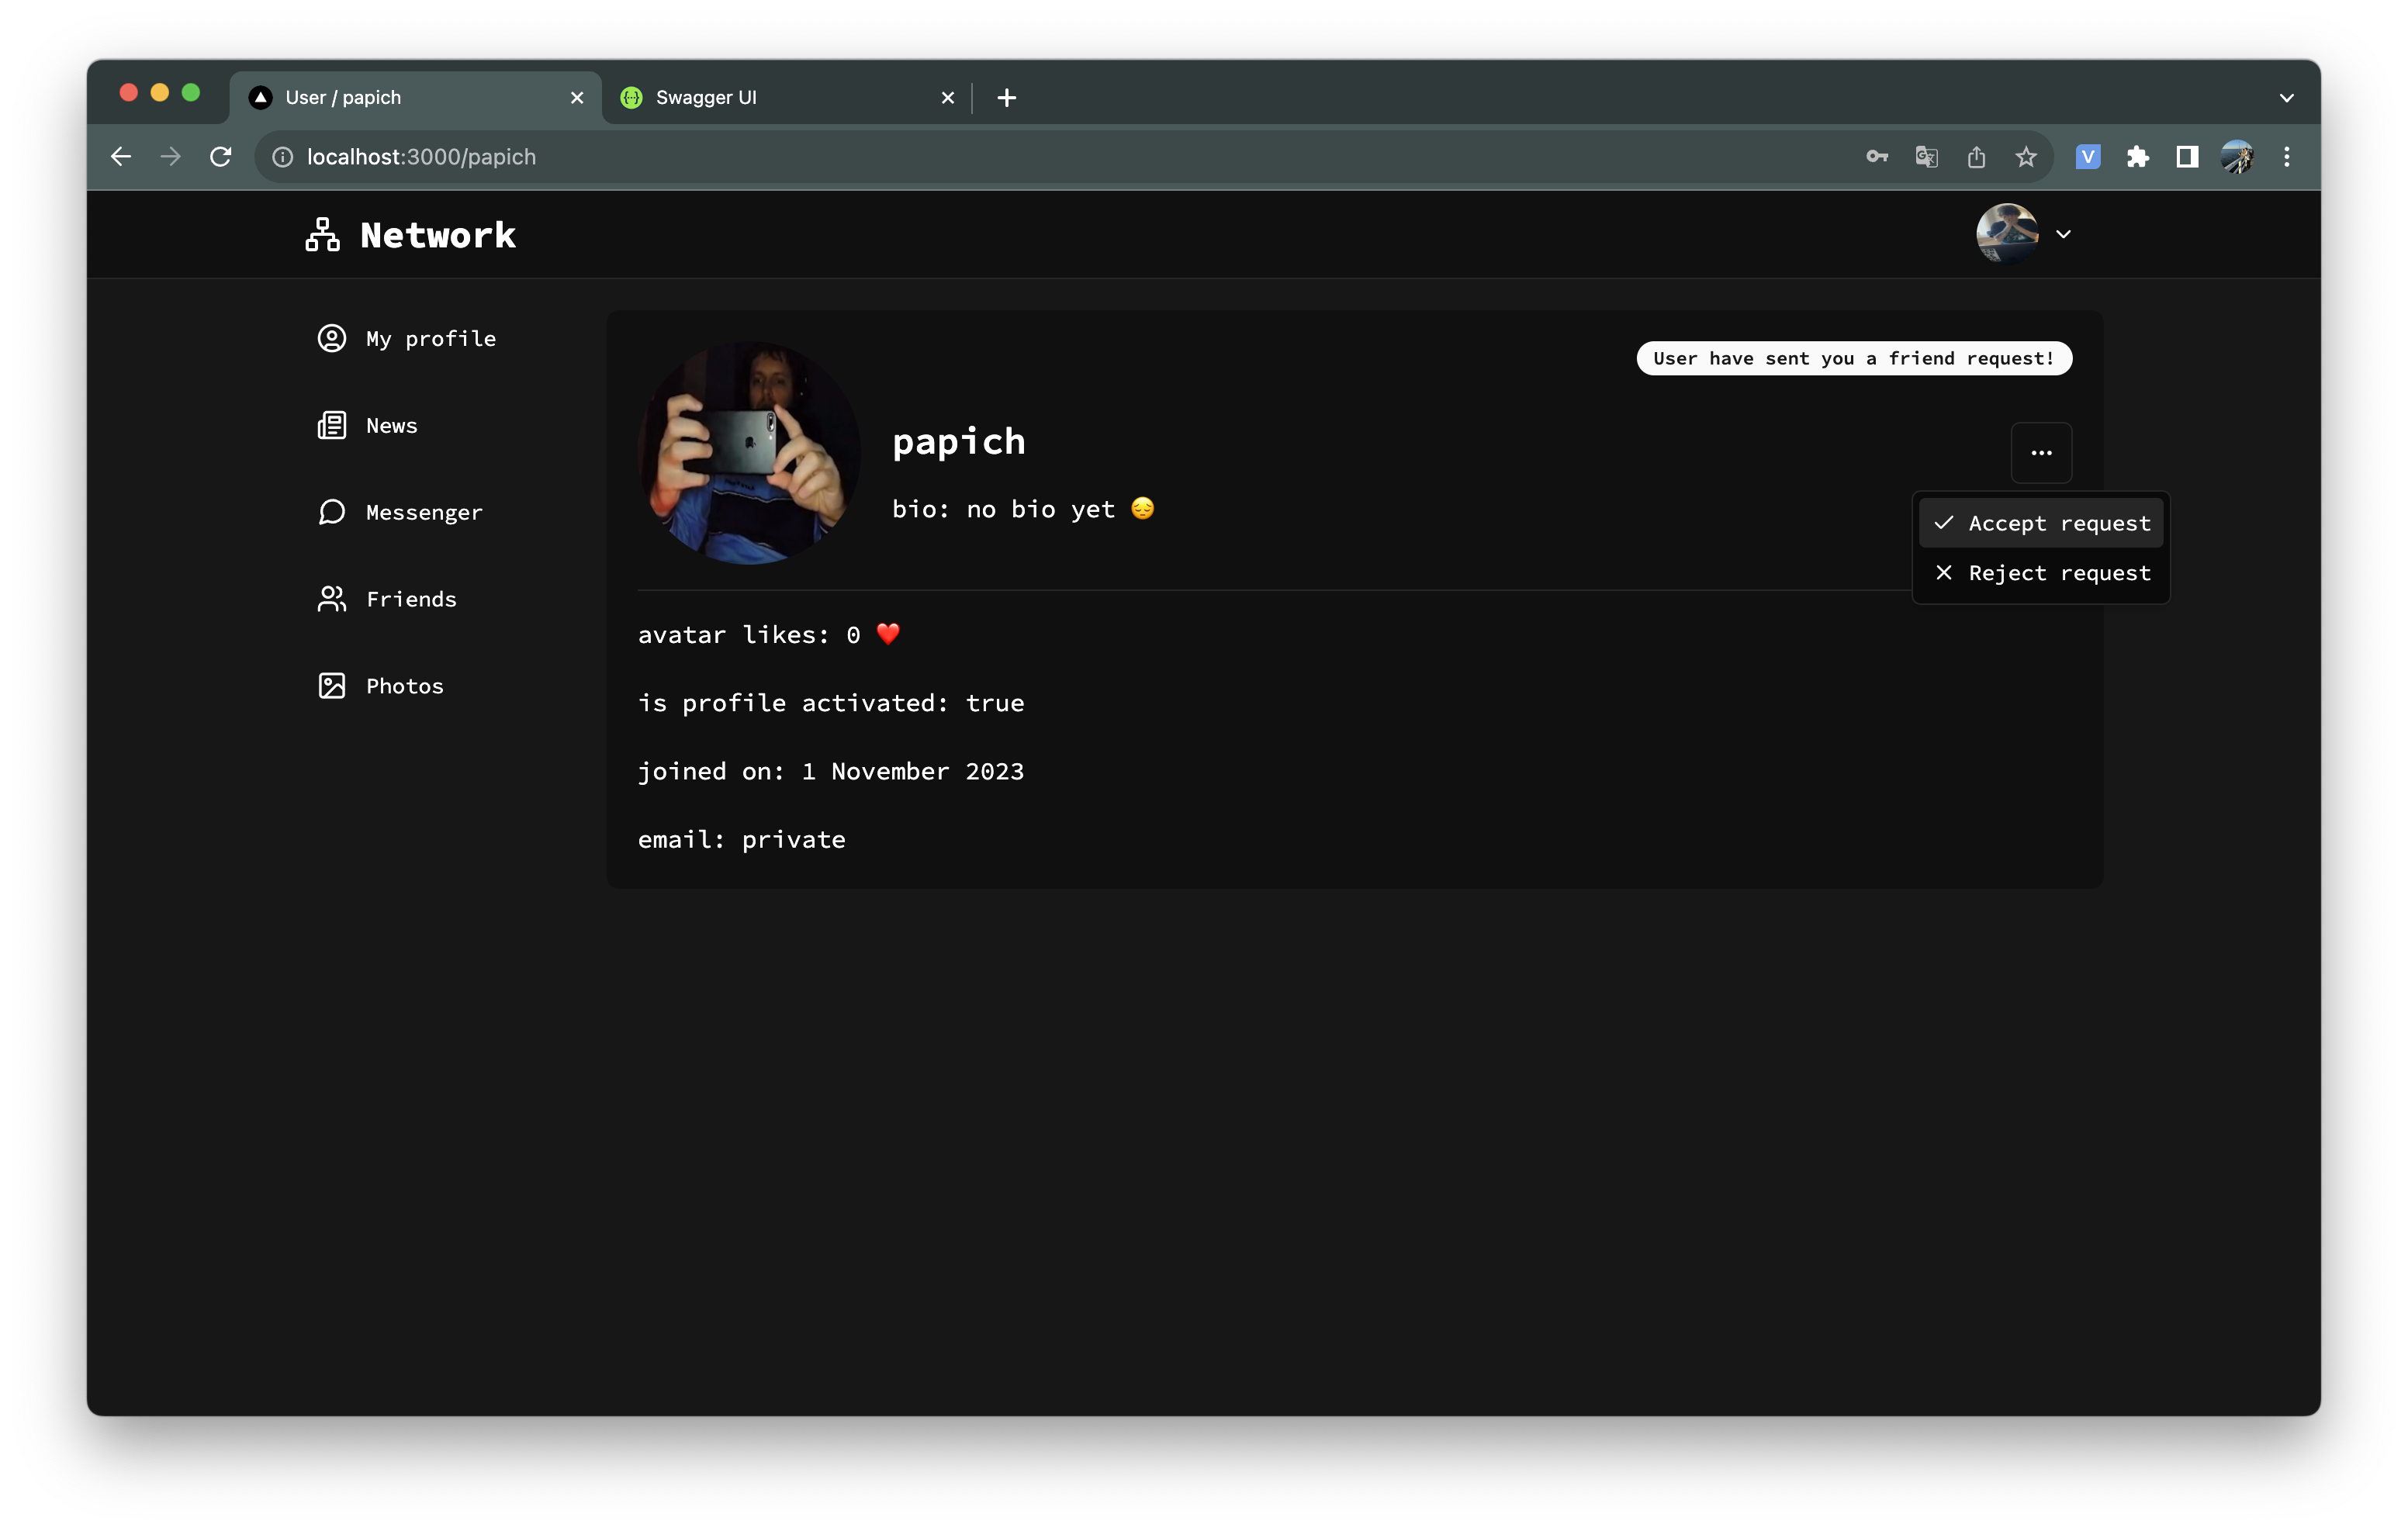 User / papich
Swagger UI
localhost:3000/papich
V
Network
My profile
News
Messenger
Friends
Photos
User have sent you a friend request!
papich
bio: no bio yet 😔
Accept request
Reject request
avatar likes: 0 ❤️
is profile activated: true
joined on: 1 November 2023
email: private